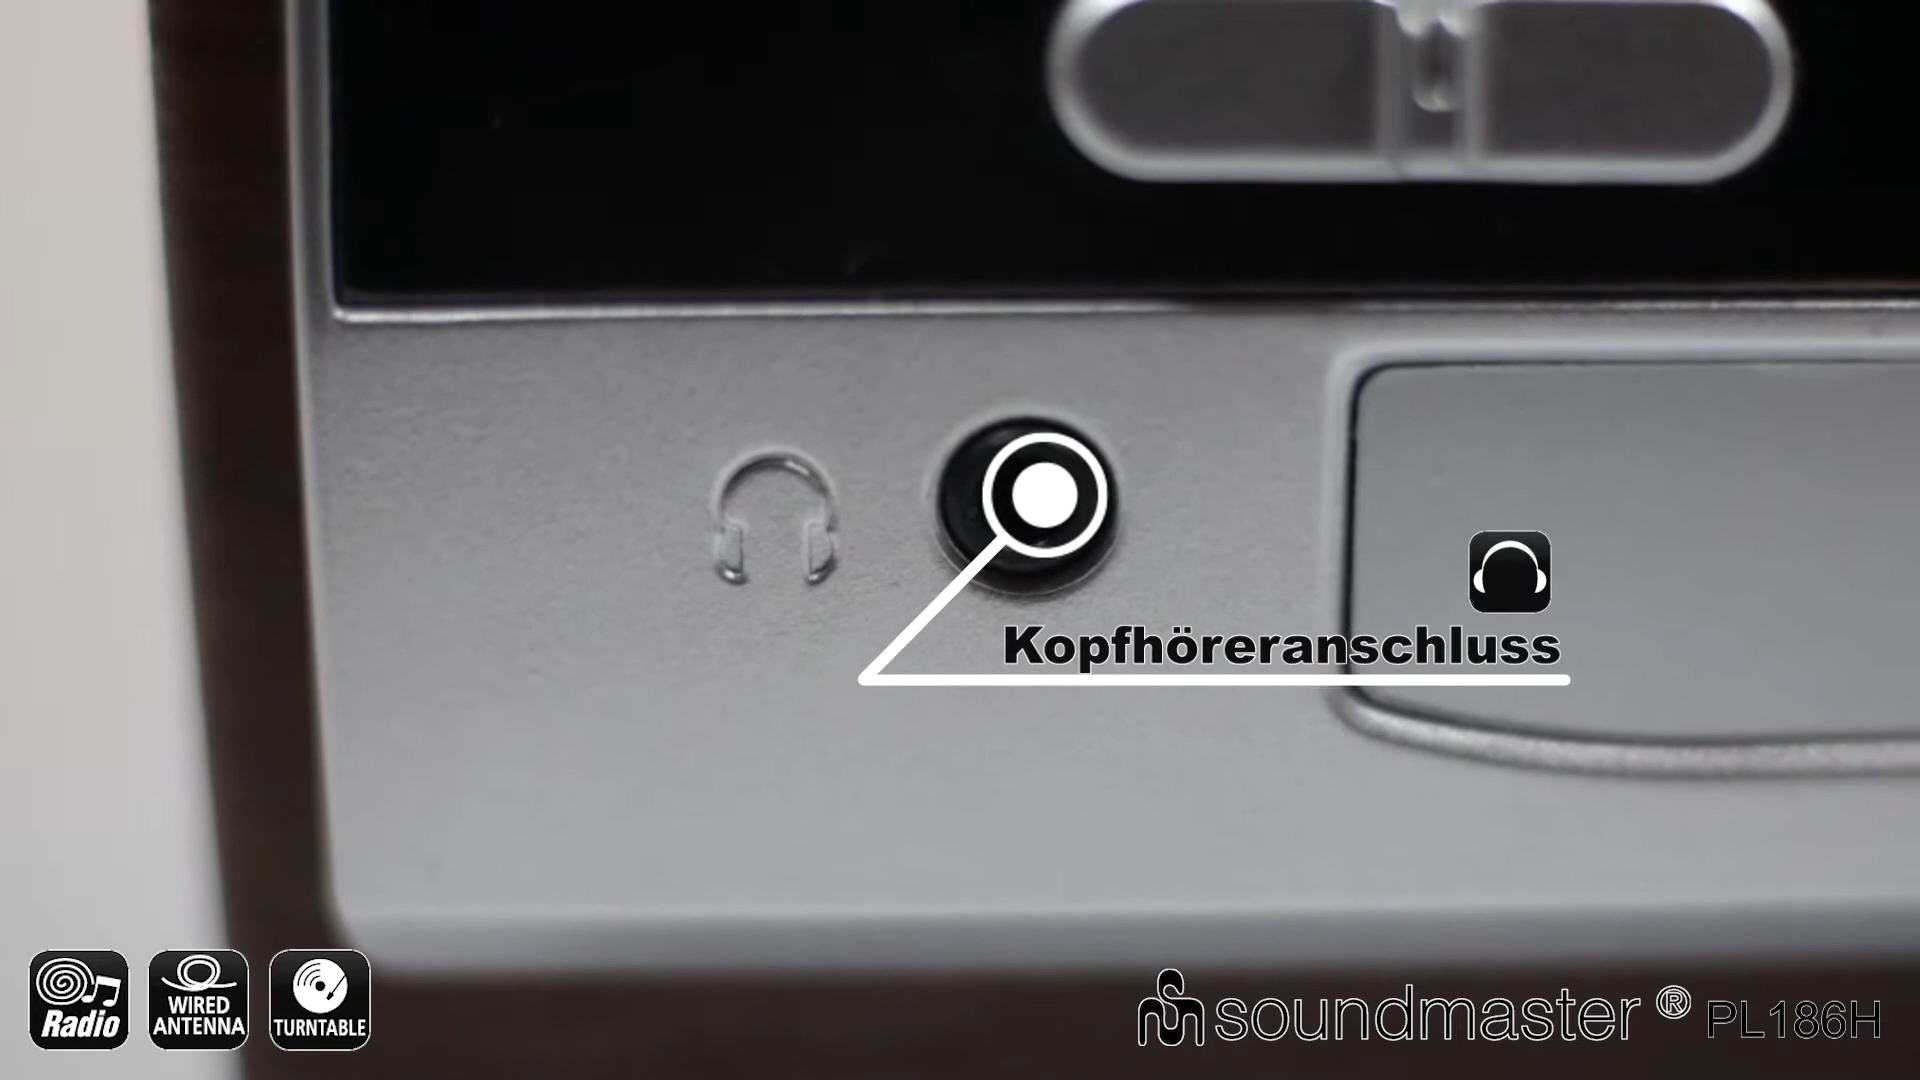 Kopfhöreranschluss
Radio
WIRED
ANTENNA
TURNTABLE
soundmaster® PL186H